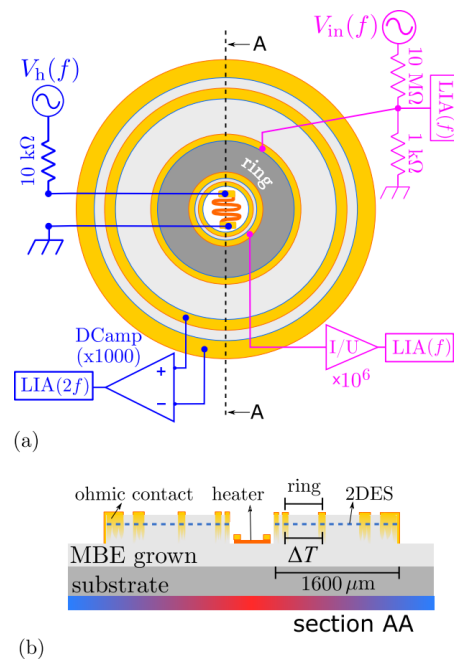 A
V_h(f)
10 kΩ
V_in(f)
10 MΩ
LIA(f)
1 kΩ
ring
DCamp
(x1000)
LIA(2f)
+
−
I/U
×10^6
LIA(f)
A
(a)
ohmic contact
heater
ring
2DES
MBE grown
ΔT
substrate
1600 μm
section AA
(b)